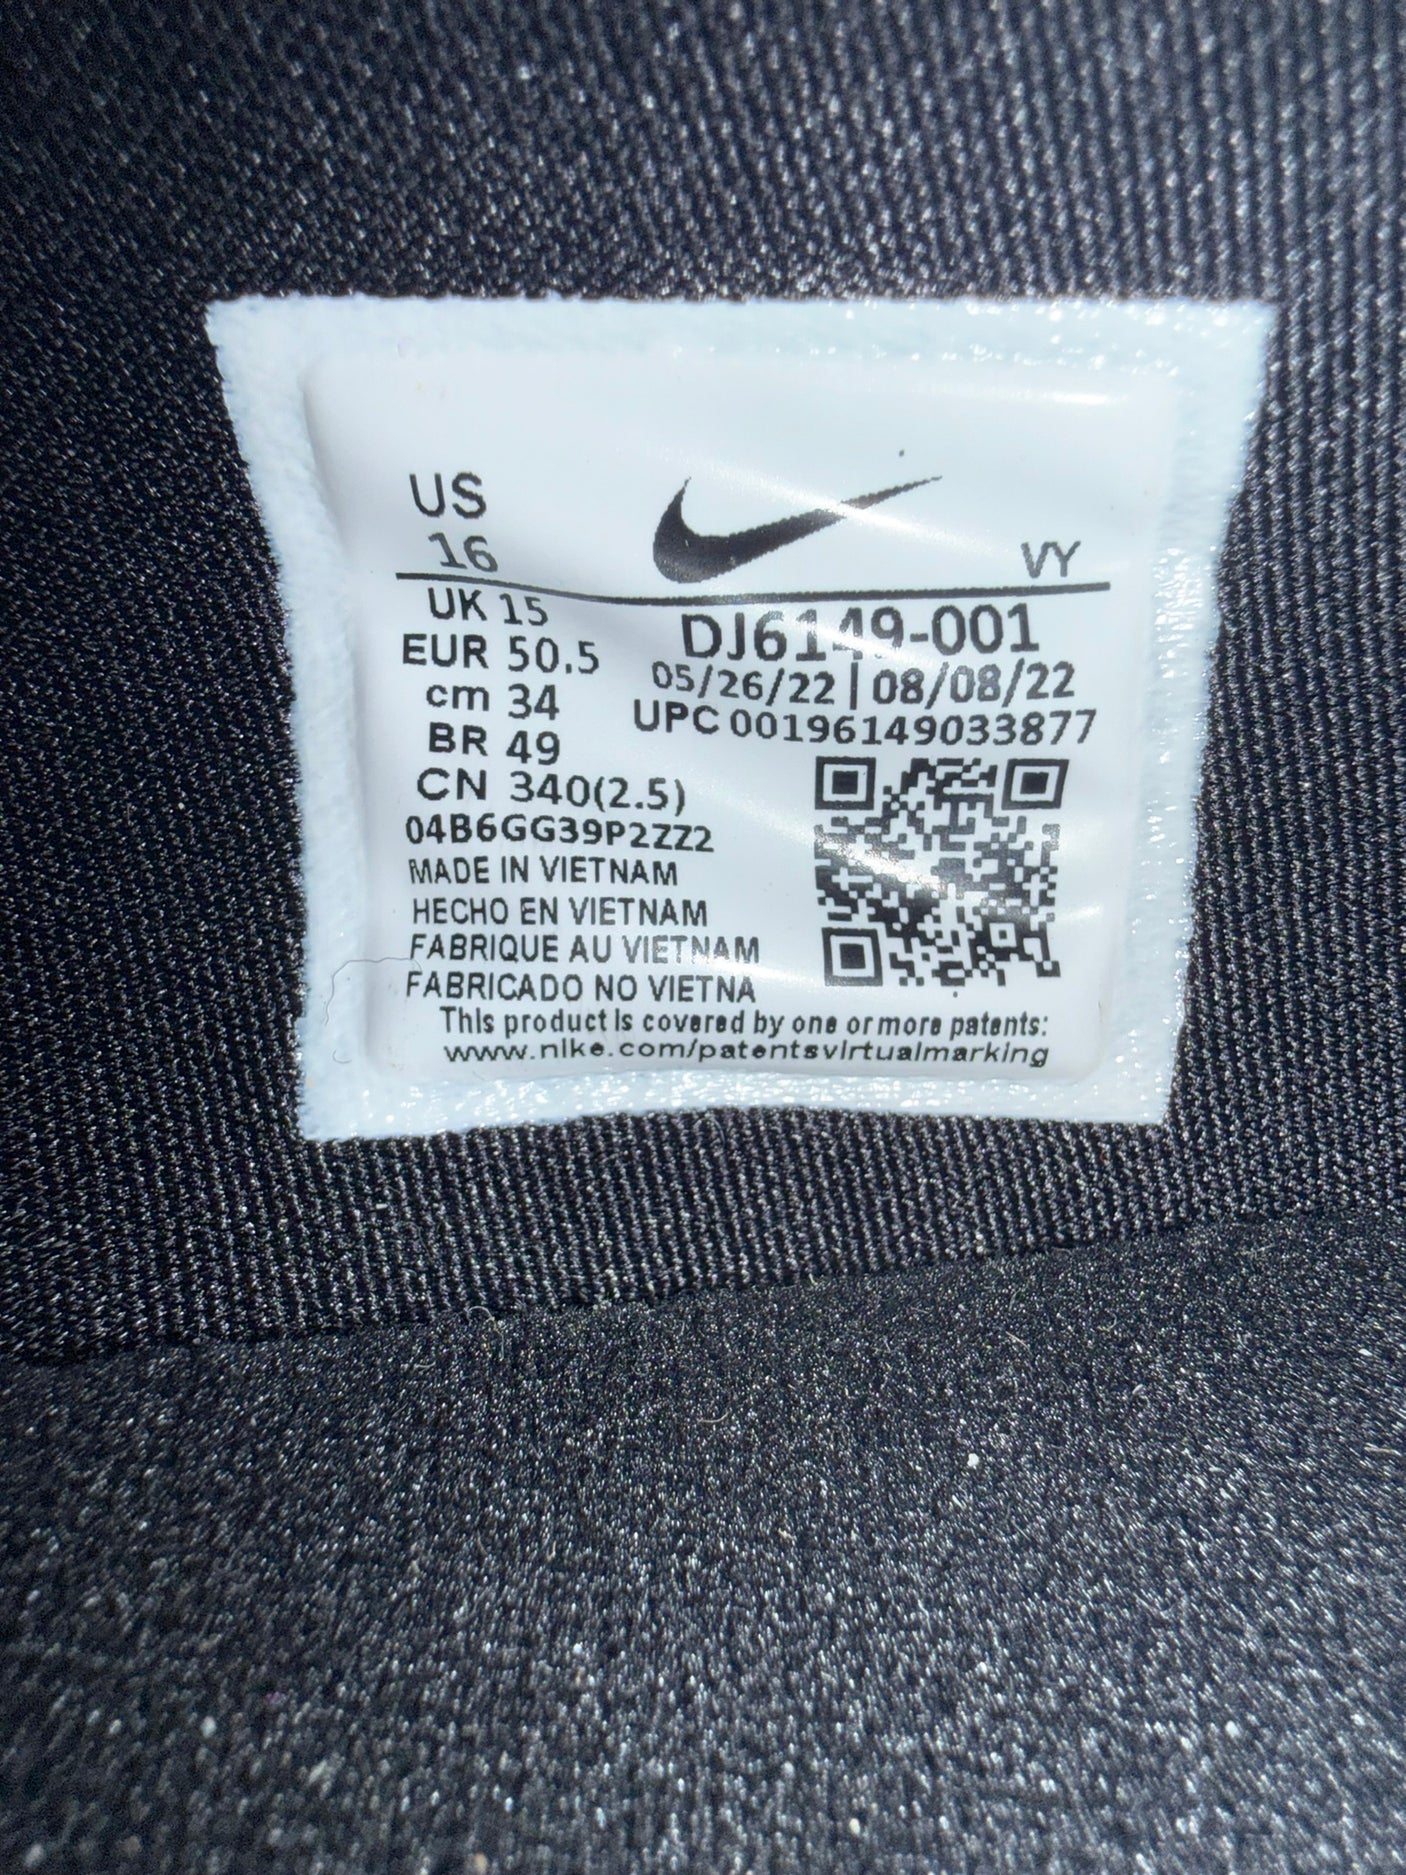 US
16
VY
UK 15
EUR 50.5
cm 34
BR 49
CN 340(2.5)
DJ6149-001
05/26/22 | 08/08/22
UPC 00196149033877
04B6GG39P2ZZ2
MADE IN VIETNAM
HECHO EN VIETNAM
FABRIQUE AU VIETNAM
FABRICADO NO VIETNA
This product is covered by one or more patents:
www.nike.com/patentsvirtualmarking